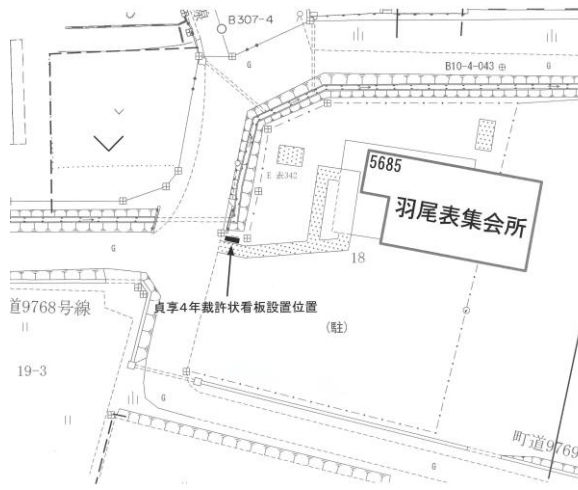 B307-4
B10-4-043
G
G
5685
羽尾表集会所
E 表342
18
G
貞享4年裁許状看板設置位置
道9768号線
(駐)
19-3
G
町道9769
G